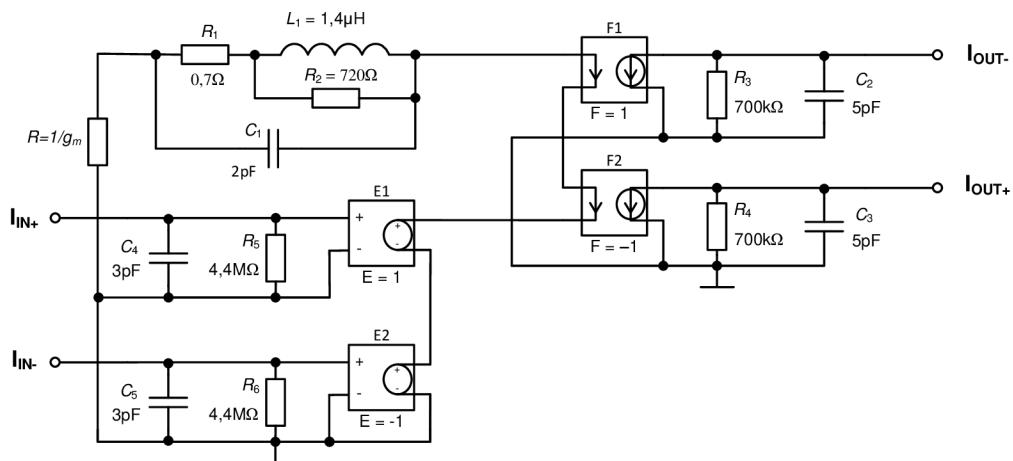 L1 = 1,4µH
R1
0,7Ω
R2 = 720Ω
C1
2pF
R=1/gm
F1
F = 1
R3
700kΩ
C2
5pF
IOUT-
F2
F = −1
R4
700kΩ
C3
5pF
IOUT+
IIN+
C4
3pF
R5
4,4MΩ
E1
+
-
+
-
E = 1
IIN-
C5
3pF
R6
4,4MΩ
E2
+
-
+
-
E = -1